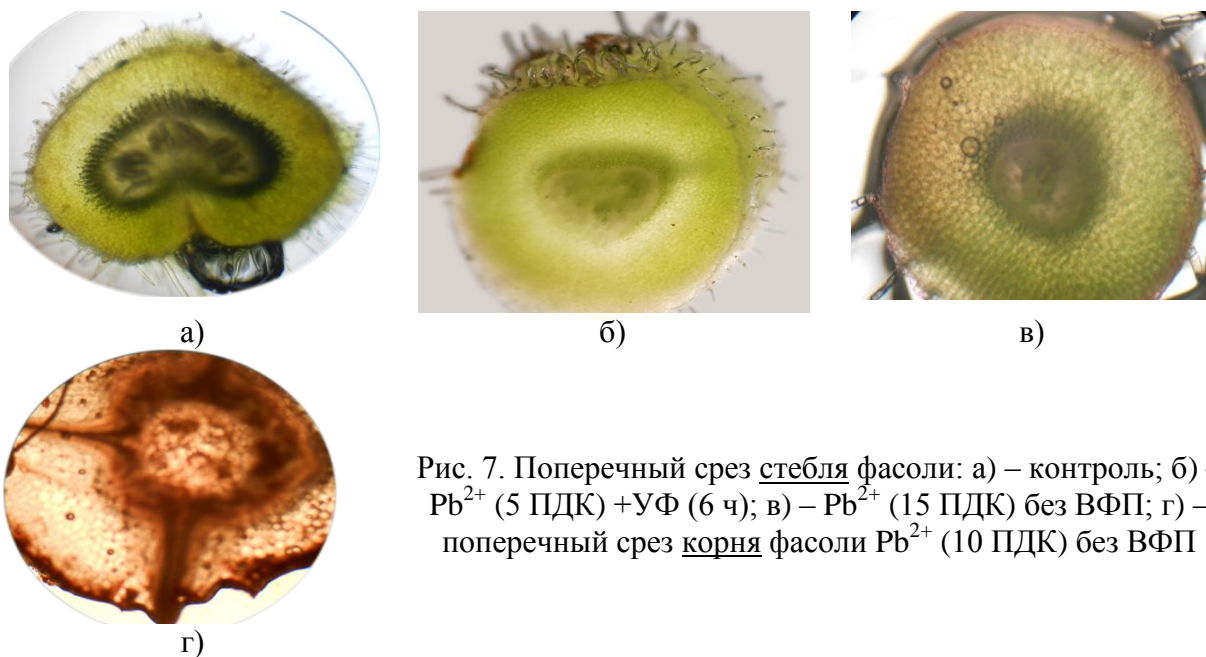 а)
б)
в)
г)
Рис. 7. Поперечный срез стебля фасоли: а) – контроль; б) –
Pb²⁺ (5 ПДК) +УФ (6 ч); в) – Pb²⁺ (15 ПДК) без ВФП; г) –
поперечный срез корня фасоли Pb²⁺ (10 ПДК) без ВФП